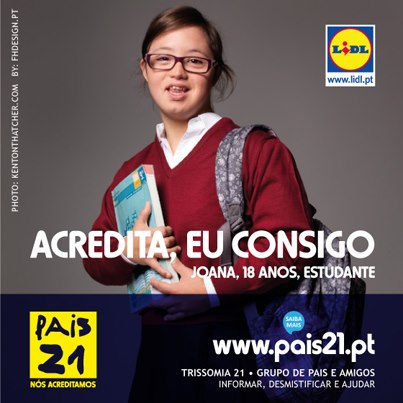 PHOTO: KENTONTHATCHER.COM BY: FHDESIGN.PT
LIDL
www.lidl.pt
ACREDITA, EU CONSIGO
JOANA, 18 ANOS, ESTUDANTE
PAIS
21
NÓS ACREDITAMOS
SAIBA
MAIS
www.pais21.pt
TRISSOMIA 21 • GRUPO DE PAIS E AMIGOS
INFORMAR, DESMISTIFICAR E AJUDAR